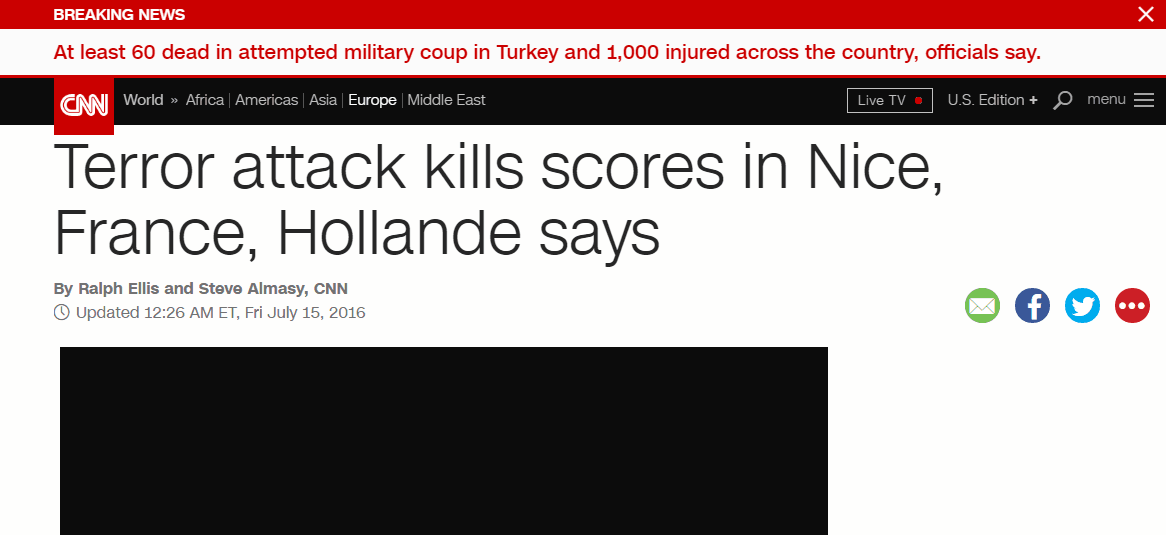 BREAKING NEWS
At least 60 dead in attempted military coup in Turkey and 1,000 injured across the country, officials say.
CNN World » Africa | Americas | Asia | Europe | Middle East Live TV U.S. Edition + menu
Terror attack kills scores in Nice,
France, Hollande says
By Ralph Ellis and Steve Almasy, CNN
Updated 12:26 AM ET, Fri July 15, 2016